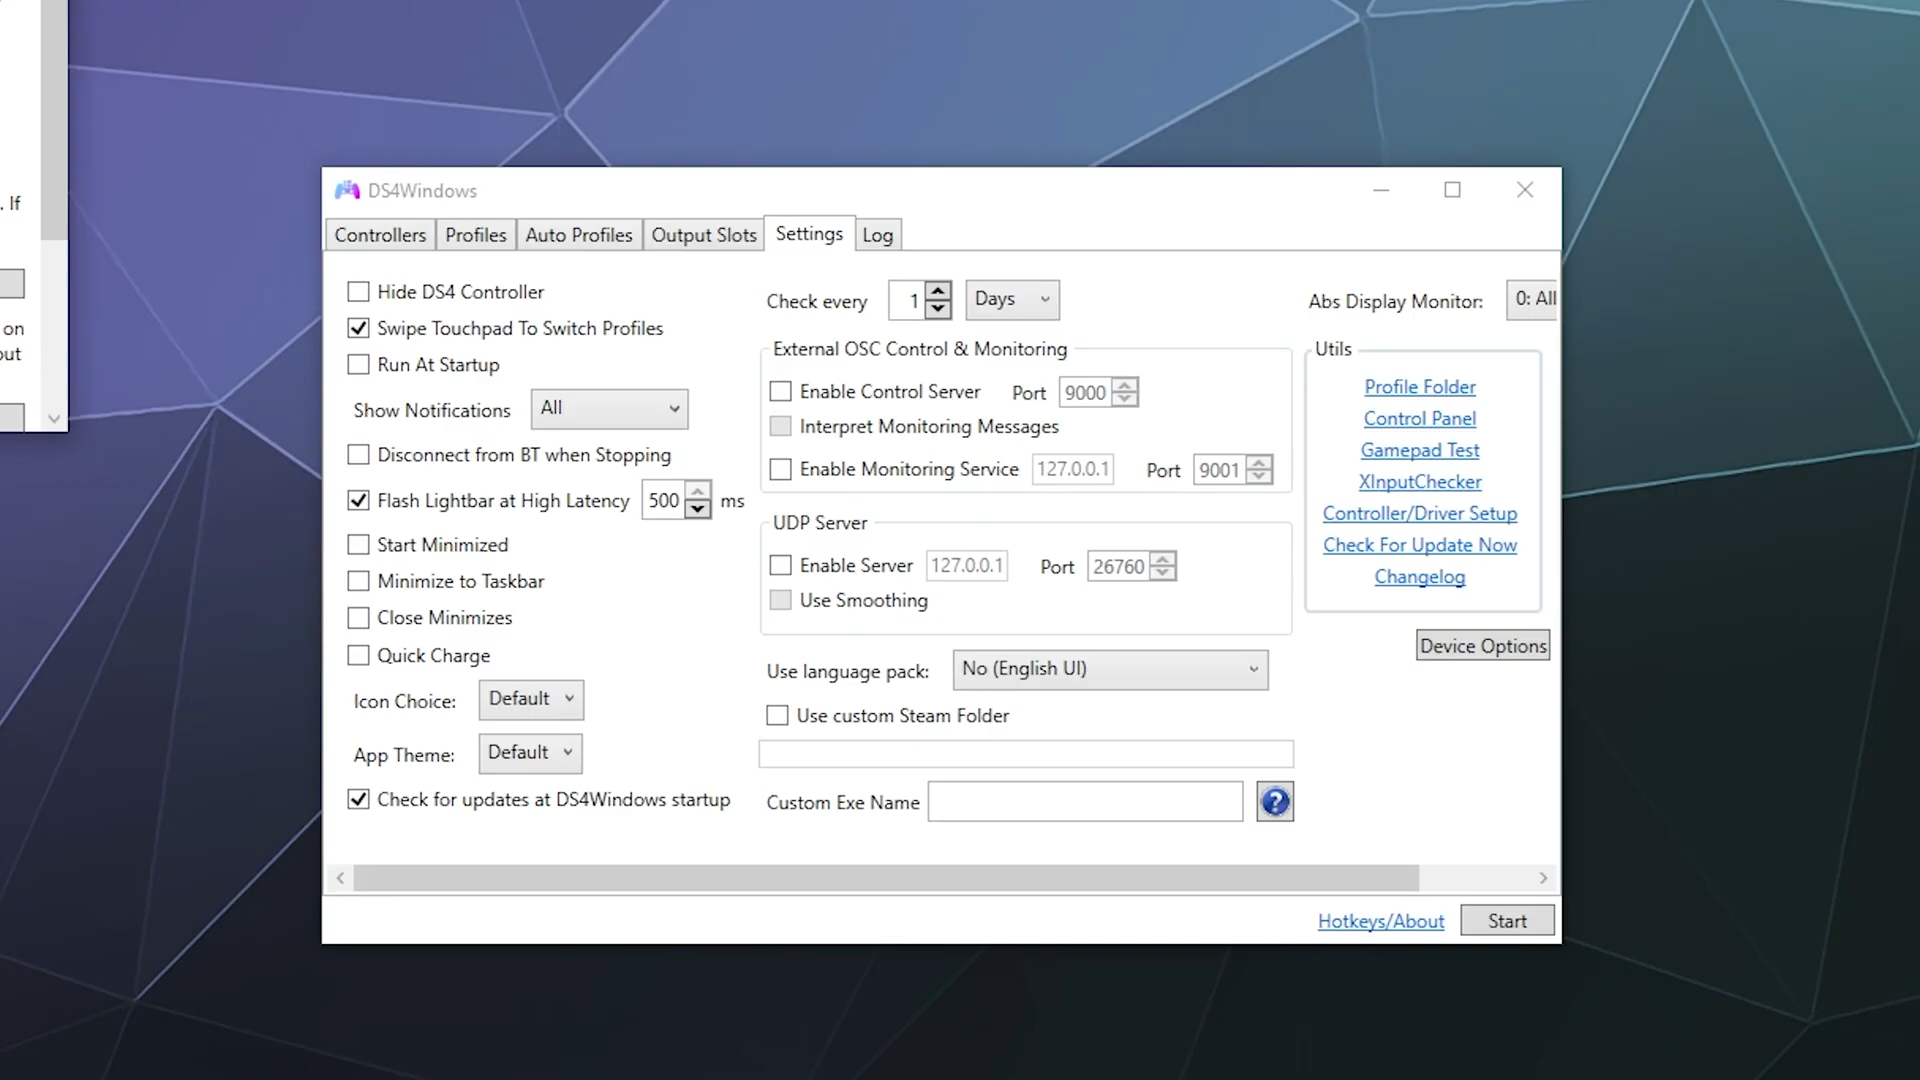 . If
on
out
DS4Windows
Controllers
Profiles
Auto Profiles
Output Slots
Settings
Log
Hide DS4 Controller
Swipe Touchpad To Switch Profiles
Run At Startup
Show Notifications
All
Disconnect from BT when Stopping
Flash Lightbar at High Latency 500 ms
Start Minimized
Minimize to Taskbar
Close Minimizes
Quick Charge
Icon Choice: Default
App Theme: Default
Check for updates at DS4Windows startup
Check every 1 Days
External OSC Control & Monitoring
Enable Control Server Port 9000
Interpret Monitoring Messages
Enable Monitoring Service 127.0.0.1 Port 9001
UDP Server
Enable Server 127.0.0.1 Port 26760
Use Smoothing
Use language pack: No (English UI)
Use custom Steam Folder
Custom Exe Name
Abs Display Monitor: 0: All
Utils
Profile Folder
Control Panel
Gamepad Test
XInputChecker
Controller/Driver Setup
Check For Update Now
Changelog
Device Options
Hotkeys/About
Start